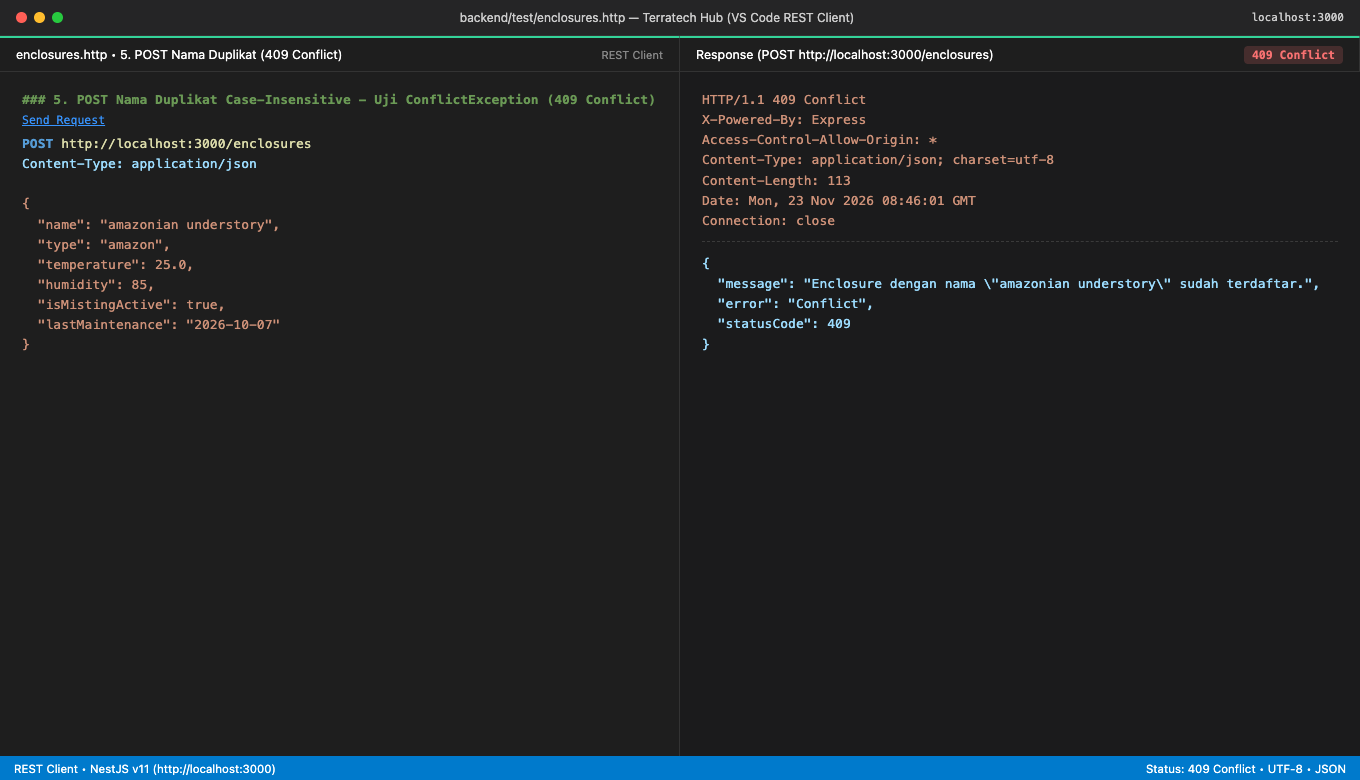 backend/test/enclosures.http — Terratech Hub (VS Code REST Client)
localhost:3000
enclosures.http • 5. POST Nama Duplikat (409 Conflict)
REST Client
### 5. POST Nama Duplikat Case-Insensitive - Uji ConflictException (409 Conflict)
Send Request
POST http://localhost:3000/enclosures
Content-Type: application/json
{
"name": "amazonian understory",
"type": "amazon",
"temperature": 25.0,
"humidity": 85,
"isMistingActive": true,
"lastMaintenance": "2026-10-07"
}
Response (POST http://localhost:3000/enclosures)
409 Conflict
HTTP/1.1 409 Conflict
X-Powered-By: Express
Access-Control-Allow-Origin: *
Content-Type: application/json; charset=utf-8
Content-Length: 113
Date: Mon, 23 Nov 2026 08:46:01 GMT
Connection: close
{
"message": "Enclosure dengan nama \"amazonian understory\" sudah terdaftar.",
"error": "Conflict",
"statusCode": 409
}
REST Client • NestJS v11 (http://localhost:3000)
Status: 409 Conflict • UTF-8 • JSON